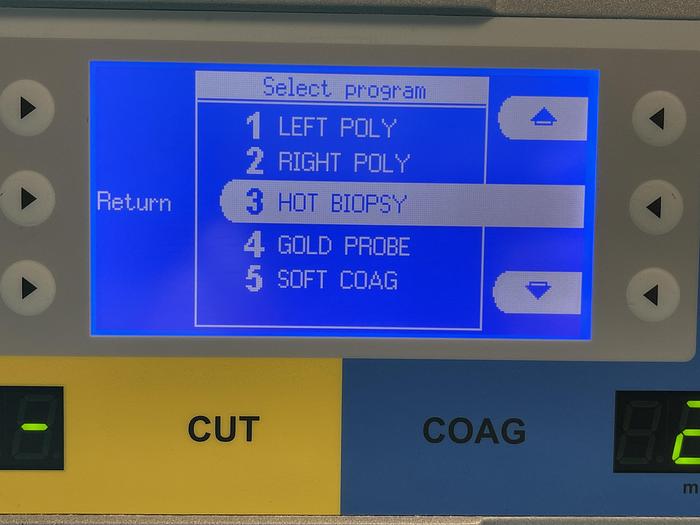 Select program
1 LEFT POLY
2 RIGHT POLY
Return
3 HOT BIOPSY
4 GOLD PROBE
5 SOFT COAG
-
CUT
COAG